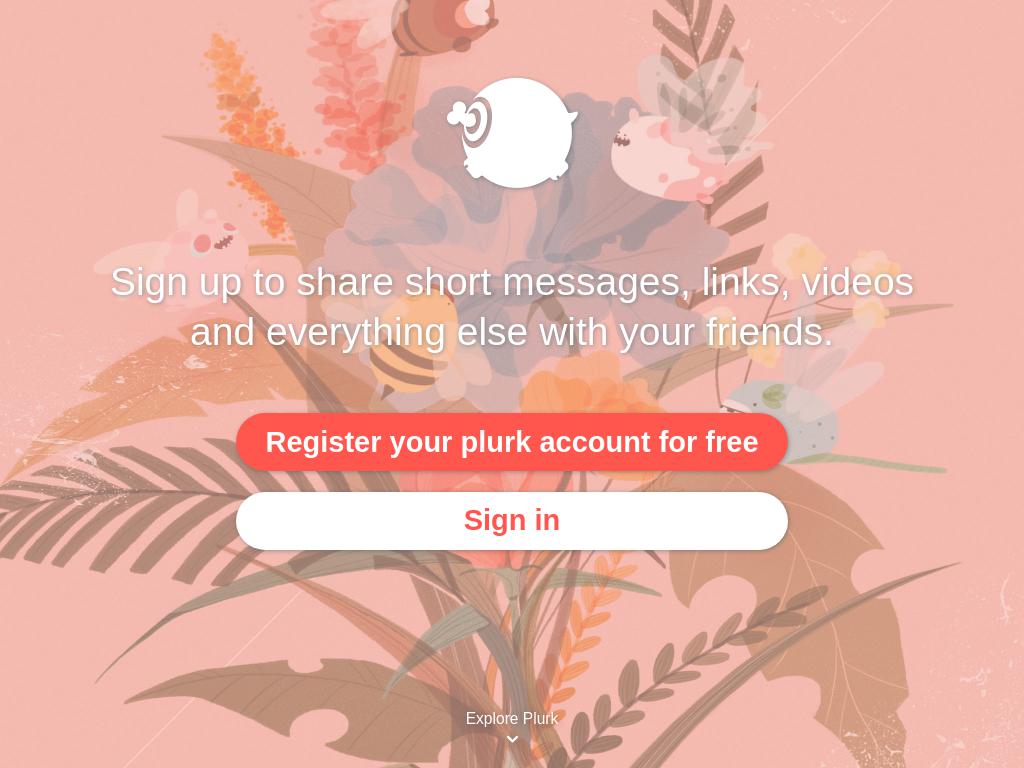 Sign up to share short messages, links, videos
and everything else with your friends.
Register your plurk account for free
Sign in
Explore Plurk